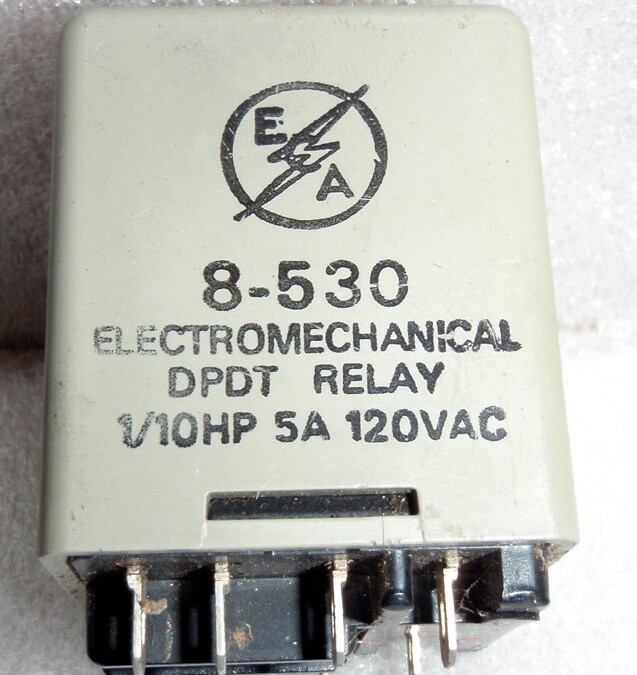 E
A
8-530
ELECTROMECHANICAL
DPDT RELAY
1/10HP 5A 120VAC